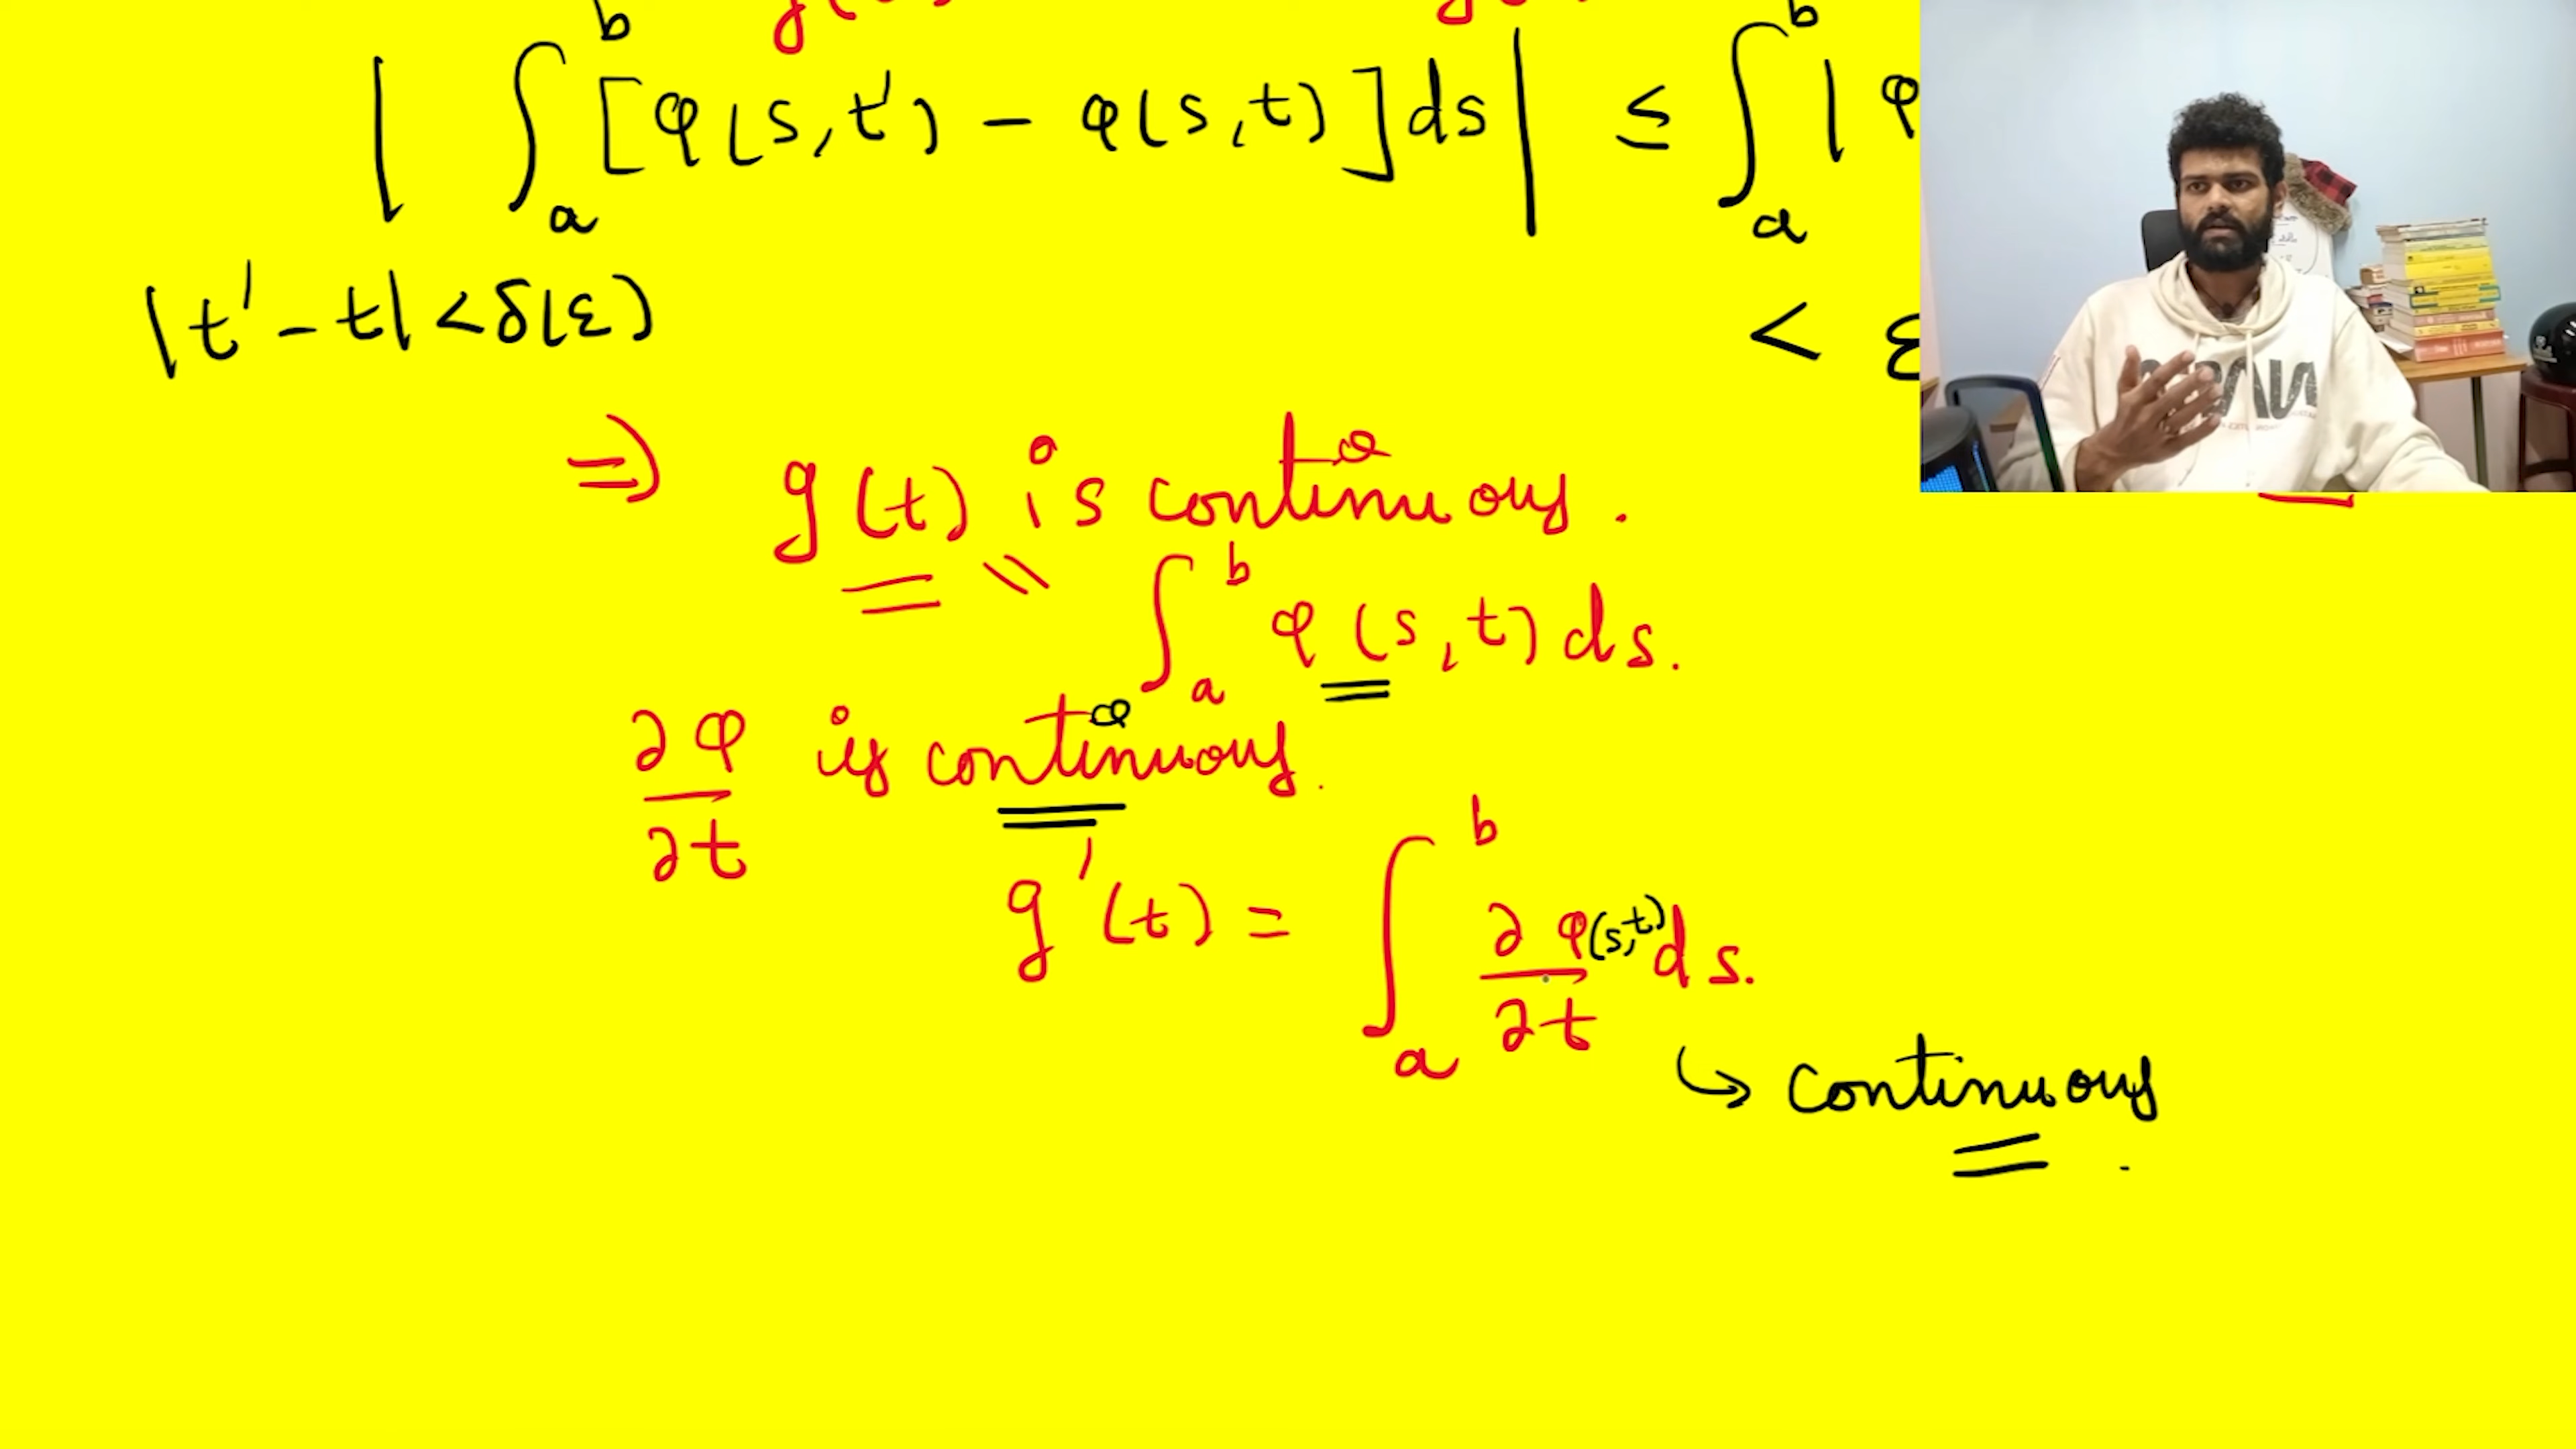 | ∫_a^b [φ(s,t') - φ(s,t)] ds | ≤ ∫_a^b | φ
|t' - t| < δ(ε)
< ε
=> g(t) is continuous.
= ∫_a^b φ(s,t) ds.
∂φ/∂t is continuous.
g'(t) = ∫_a^b ∂φ(s,t)/∂t ds.
↳ continuous.